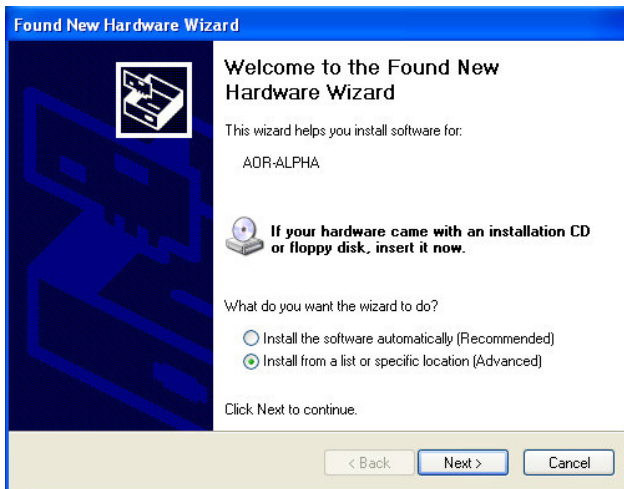 Found New Hardware Wizard
Welcome to the Found New
Hardware Wizard
This wizard helps you install software for:
AOR-ALPHA
If your hardware came with an installation CD
or floppy disk, insert it now.
What do you want the wizard to do?
Install the software automatically (Recommended)
Install from a list or specific location (Advanced)
Click Next to continue.
< Back
Next >
Cancel